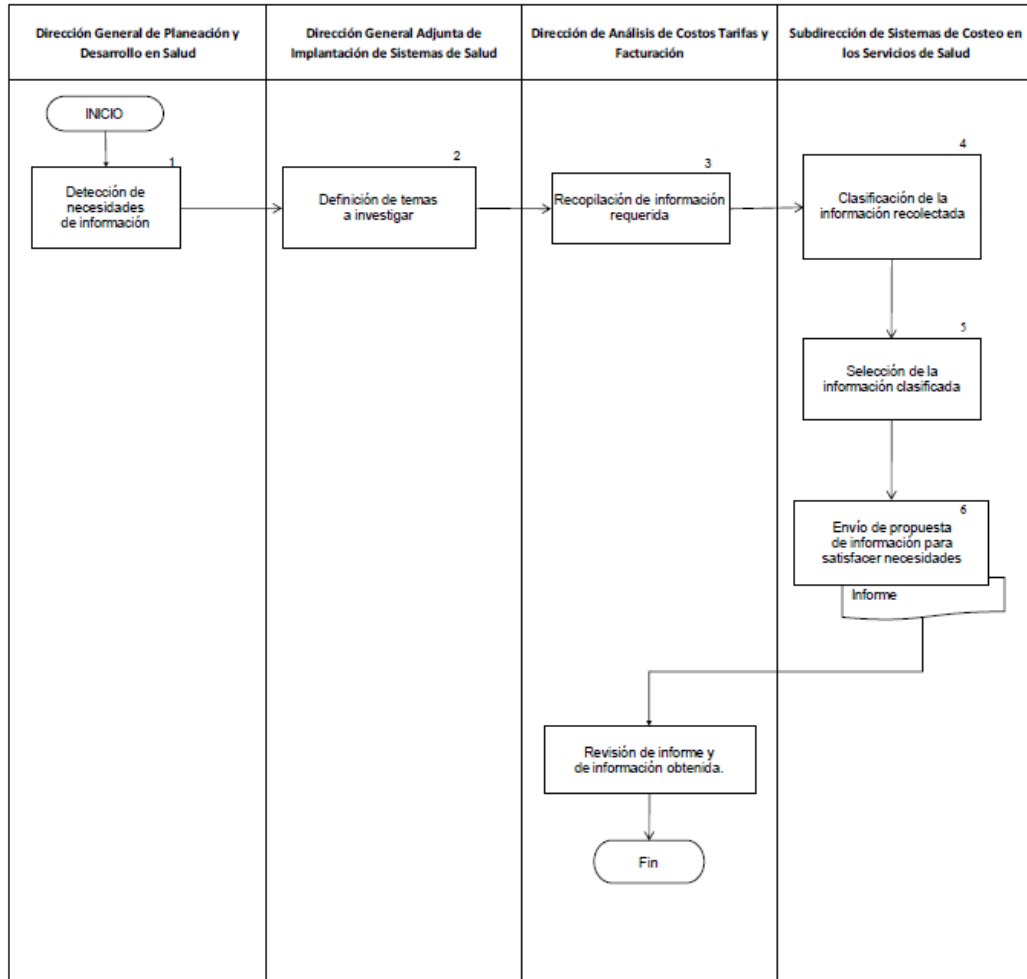 Dirección General de Planeación y
Desarrollo en Salud
Dirección General Adjunta de
Implantación de Sistemas de Salud
Dirección de Análisis de Costos Tarifas y
Facturación
Subdirección de Sistemas de Costeo en
los Servicios de Salud
INICIO
1
Detección de
necesidades
de información
2
Definición de temas
a investigar
3
Recopilación de información
requerida
4
Clasificación de la
información recolectada
5
Selección de la
información clasificada
6
Envío de propuesta
de información para
satisfacer necesidades
Informe
Revisión de informe y
de información obtenida.
Fin